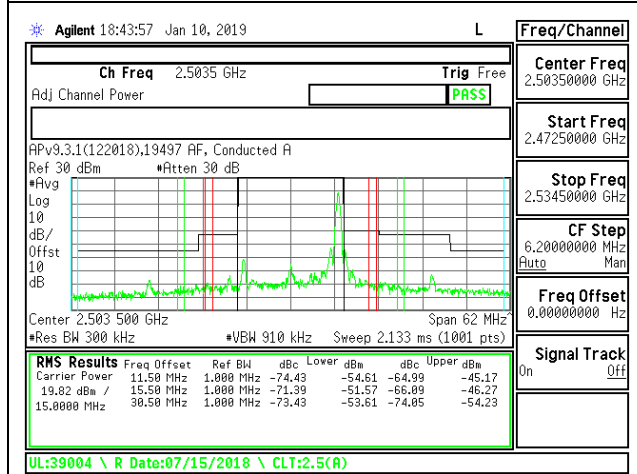 Agilent 18:43:57 Jan 10, 2019 L
Freq/Channel
Ch Freq 2.5035 GHz Trig Free
Adj Channel Power PASS
APv9.3.1(122018),19497 AF, Conducted A
Ref 30 dBm #Atten 30 dB
#Avg
Log
10
dB/
Offst
10
dB
Center 2.503 500 GHz Span 62 MHz^
#Res BW 300 kHz #VBW 910 kHz Sweep 2.133 ms (1001 pts)
RMS Results Freq Offset Ref BW dBc Lower dBm dBc Upper dBm
Carrier Power 11.50 MHz 1.000 MHz -74.43 -54.61 -64.99 -45.17
19.82 dBm / 15.50 MHz 1.000 MHz -71.39 -51.57 -66.09 -46.27
15.0000 MHz 30.50 MHz 1.000 MHz -73.43 -53.61 -74.05 -54.23
UL:39004 \ R Date:07/15/2018 \ CLT:2.5(A)
Center Freq
2.50350000 GHz
Start Freq
2.47250000 GHz
Stop Freq
2.53450000 GHz
CF Step
6.20000000 MHz
Auto Man
Freq Offset
0.00000000 Hz
Signal Track
On Off